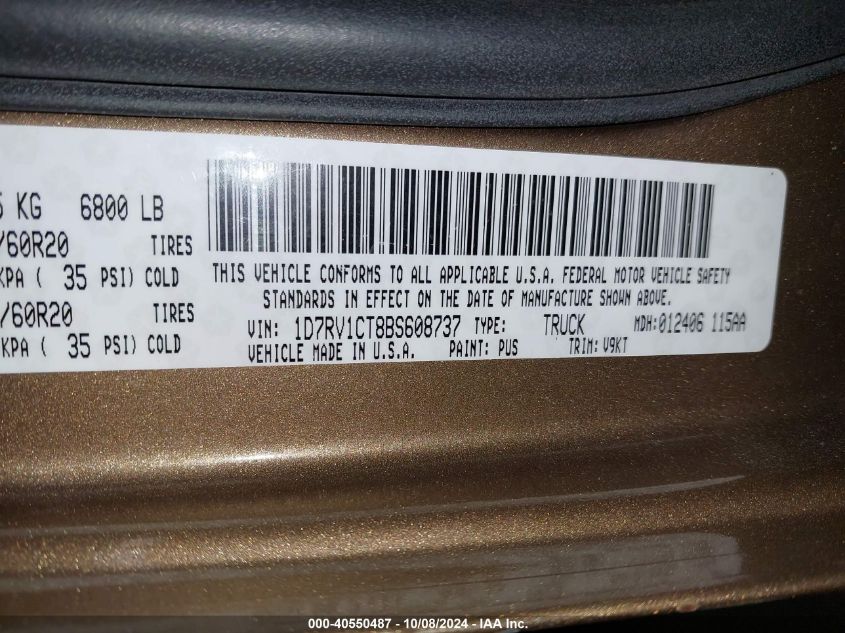 5 KG 6800 LB
/60R20 TIRES
KPA ( 35 PSI) COLD
/60R20 TIRES
KPA ( 35 PSI) COLD
THIS VEHICLE CONFORMS TO ALL APPLICABLE U.S.A. FEDERAL MOTOR VEHICLE SAFETY
STANDARDS IN EFFECT ON THE DATE OF MANUFACTURE SHOWN ABOVE.
VIN: 1D7RV1CT8BS608737 TYPE: TRUCK MDH:012406 115AA
VEHICLE MADE IN U.S.A. PAINT: PUS TRIM: V9KT
000-40550487 - 10/08/2024 - IAA Inc.